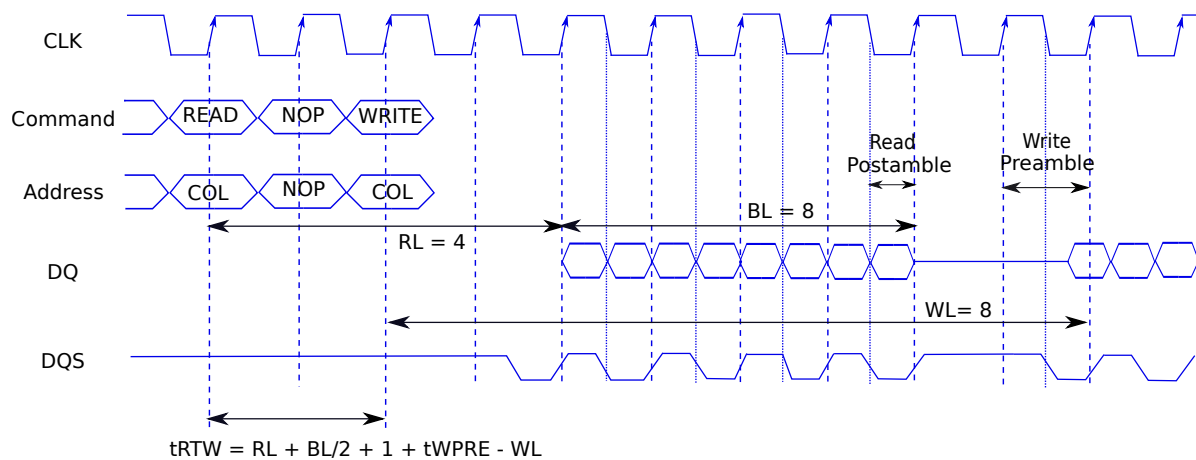 CLK
Command
READ
NOP
WRITE
Read
Postamble
Write
Preamble
Address
COL
NOP
COL
BL = 8
RL = 4
DQ
WL= 8
DQS
tRTW = RL + BL/2 + 1 + tWPRE - WL